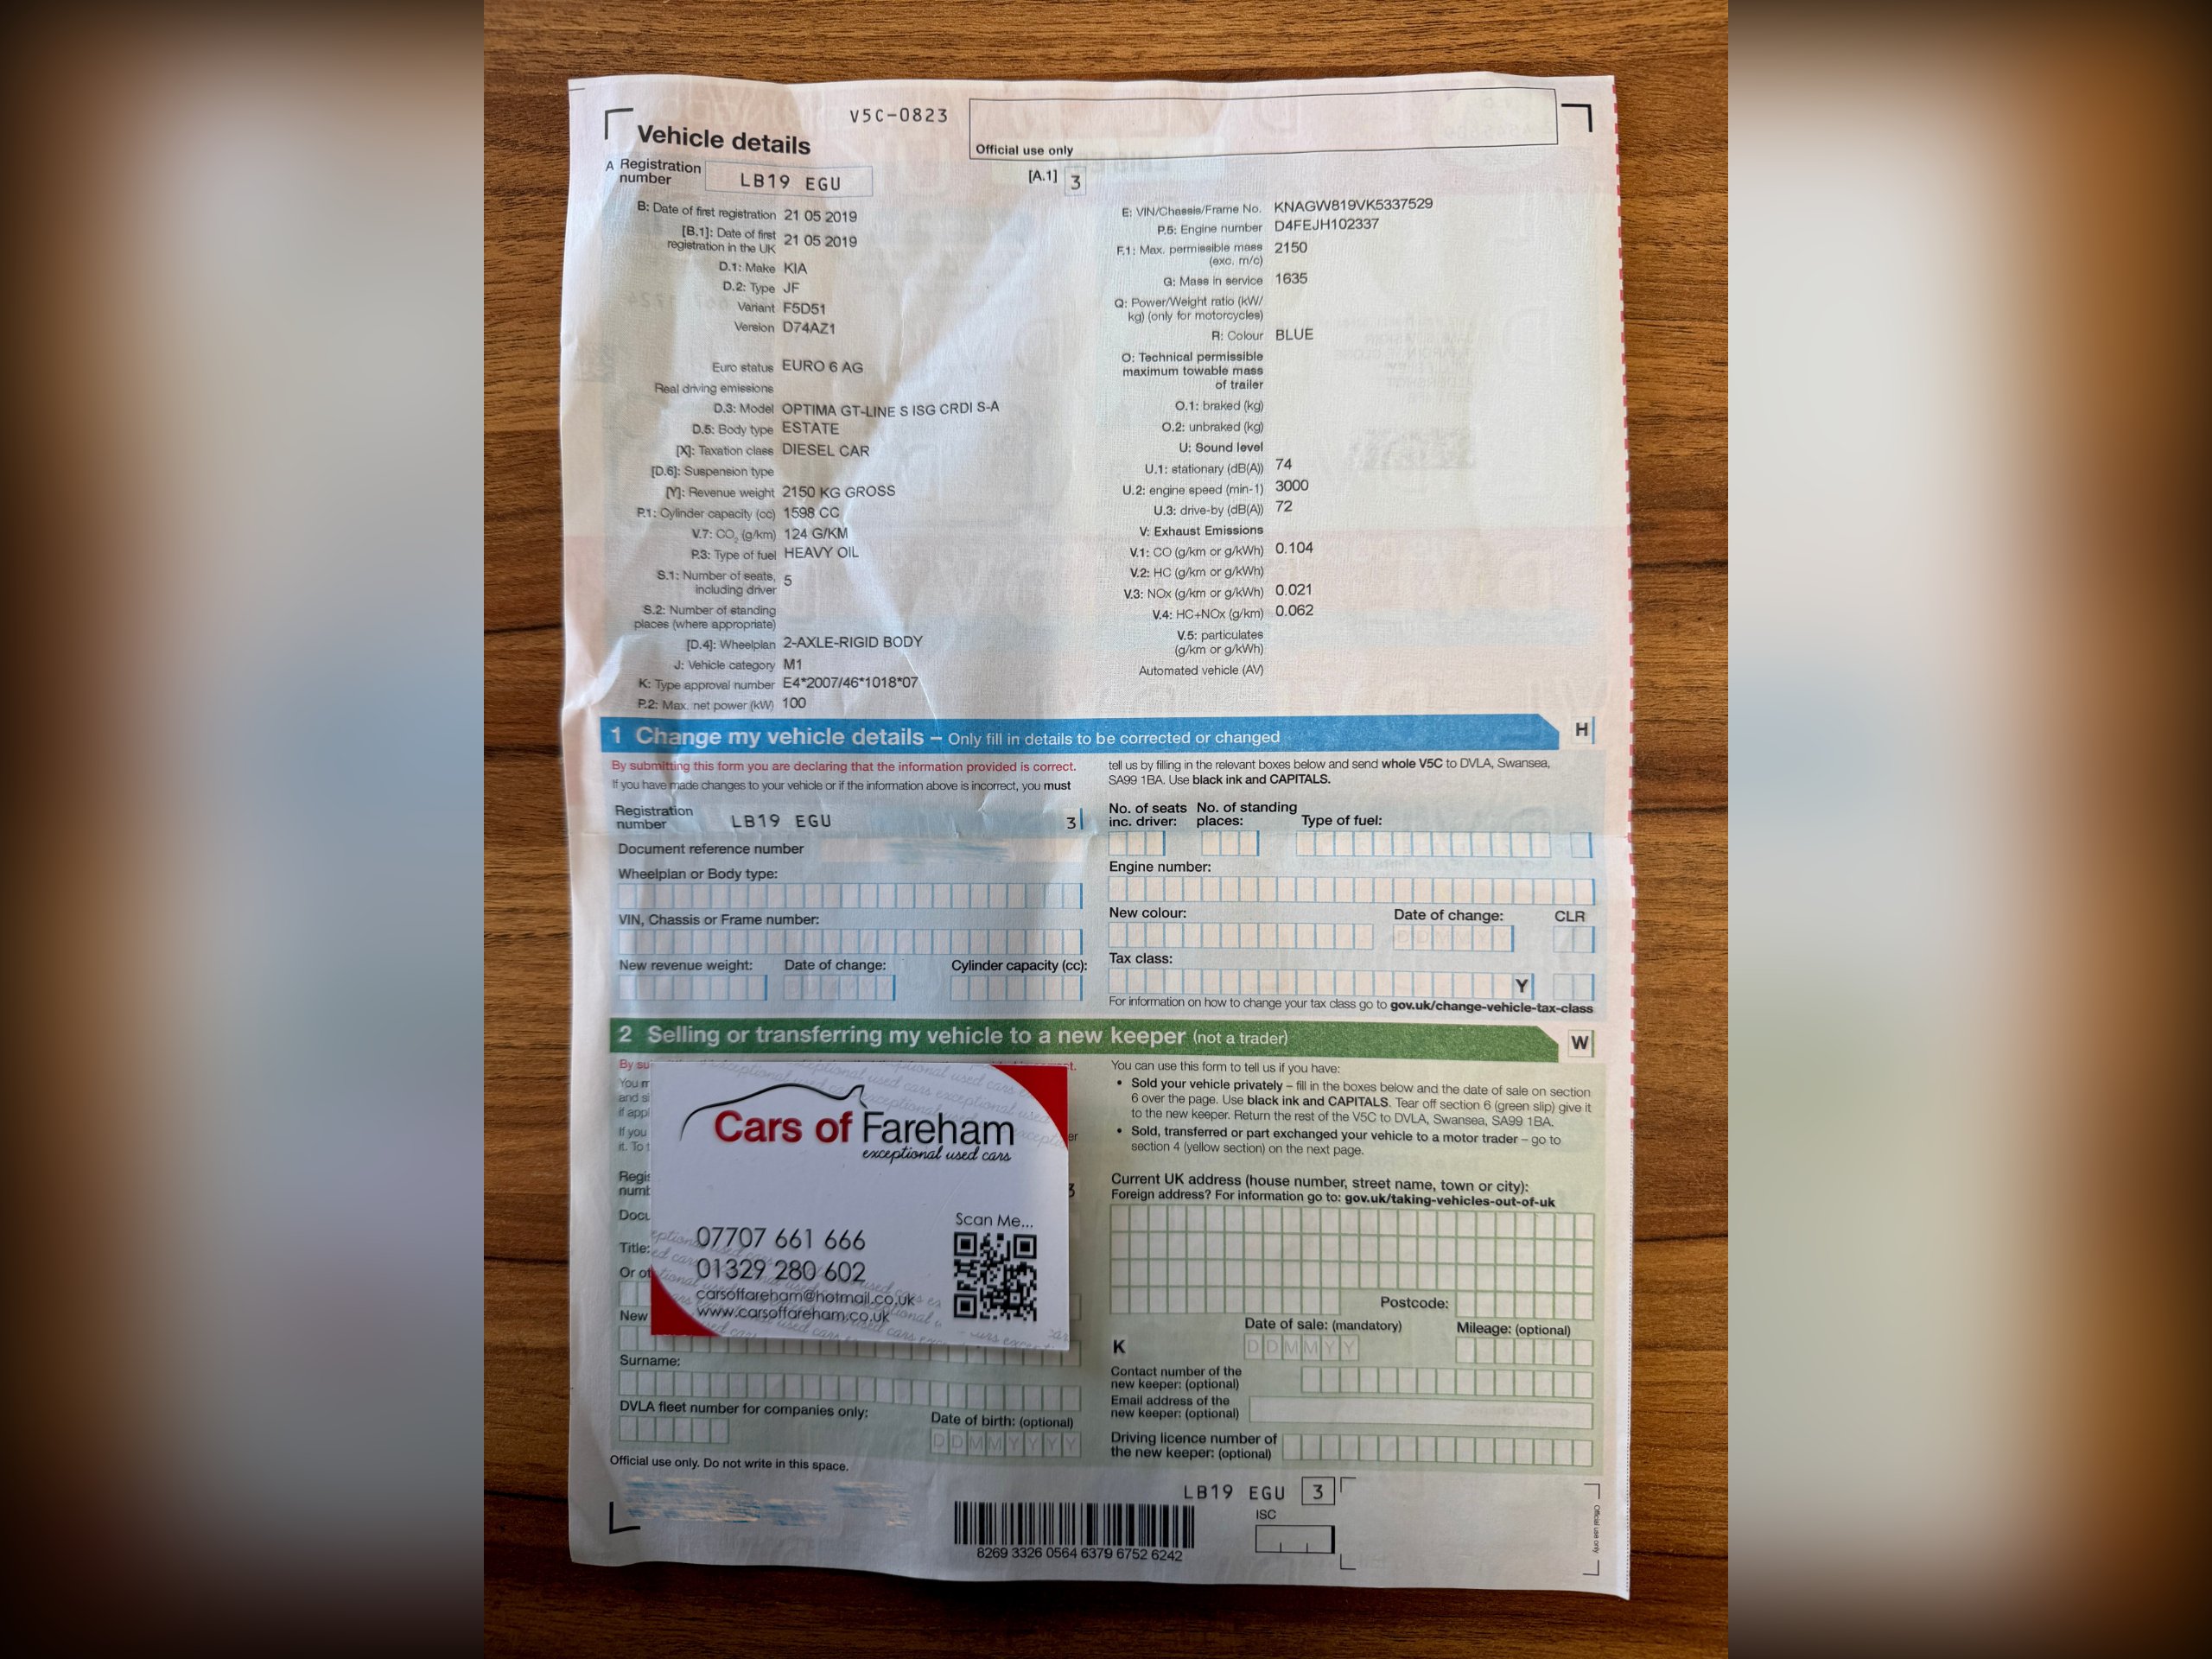 V5C-0823
Official use only
Vehicle details
A Registration number LB19 EGU [A.1] 3
B: Date of first registration 21 05 2019
[B.1]: Date of first registration in the UK 21 05 2019
D.1: Make KIA
D.2: Type JF
Variant F5D51
Version D74AZ1
Euro status EURO 6 AG
Real driving emissions
D.3: Model OPTIMA GT-LINE S ISG CRDI S-A
D.5: Body type ESTATE
[X]: Taxation class DIESEL CAR
[D.6]: Suspension type
[Y]: Revenue weight 2150 KG GROSS
P.1: Cylinder capacity (cc) 1598 CC
V.7: CO2 (g/km) 124 G/KM
P.3: Type of fuel HEAVY OIL
S.1: Number of seats, including driver 5
S.2: Number of standing places (where appropriate)
[D.4]: Wheelplan 2-AXLE-RIGID BODY
J: Vehicle category M1
K: Type approval number E4*2007/46*1018*07
P.2: Max. net power (kW) 100
E: VIN/Chassis/Frame No. KNAGW819VK5337529
P.5: Engine number D4FEJH102337
F.1: Max. permissible mass (exc. m/c) 2150
G: Mass in service 1635
Q: Power/Weight ratio (kW/kg) (only for motorcycles)
R: Colour BLUE
O: Technical permissible maximum towable mass of trailer
O.1: braked (kg)
O.2: unbraked (kg)
U: Sound level
U.1: stationary (dB(A)) 74
U.2: engine speed (min-1) 3000
U.3: drive-by (dB(A)) 72
V: Exhaust Emissions
V.1: CO (g/km or g/kWh) 0.104
V.2: HC (g/km or g/kWh)
V.3: NOx (g/km or g/kWh) 0.021
V.4: HC+NOx (g/km) 0.062
V.5: particulates (g/km or g/kWh)
Automated vehicle (AV)
1 Change my vehicle details – Only fill in details to be corrected or changed H
By submitting this form you are declaring that the information provided is correct.
If you have made changes to your vehicle or if the information above is incorrect, you must
tell us by filling in the relevant boxes below and send whole V5C to DVLA, Swansea,
SA99 1BA. Use black ink and CAPITALS.
Registration number LB19 EGU 3
Document reference number
Wheelplan or Body type:
VIN, Chassis or Frame number:
New revenue weight: Date of change: Cylinder capacity (cc):
No. of seats inc. driver: No. of standing places: Type of fuel:
Engine number:
New colour: Date of change: CLR
DDMMYY
Tax class:
Y
For information on how to change your tax class go to gov.uk/change-vehicle-tax-class
2 Selling or transferring my vehicle to a new keeper (not a trader) W
By su
t.
You m
and si
if appl
If you
er
it. To t
Regis
numb
3
Docu
Title:
Or ot
New
Cars of Fareham
exceptional used cars
Scan Me...
07707 661 666
01329 280 602
carsoffareham@hotmail.co.uk
www.carsoffareham.co.uk
Surname:
DVLA fleet number for companies only:
Date of birth: (optional)
DDMMYYYY
You can use this form to tell us if you have:
• Sold your vehicle privately – fill in the boxes below and the date of sale on section
6 over the page. Use black ink and CAPITALS. Tear off section 6 (green slip) give it
to the new keeper. Return the rest of the V5C to DVLA, Swansea, SA99 1BA.
• Sold, transferred or part exchanged your vehicle to a motor trader – go to
section 4 (yellow section) on the next page.
Current UK address (house number, street name, town or city):
Foreign address? For information go to: gov.uk/taking-vehicles-out-of-uk
Postcode:
Date of sale: (mandatory) Mileage: (optional)
K DDMMYY
Contact number of the
new keeper: (optional)
Email address of the
new keeper: (optional)
Driving licence number of
the new keeper: (optional)
Official use only. Do not write in this space.
LB19 EGU 3
ISC
8269 3326 0564 6379 6752 6242
Official use only